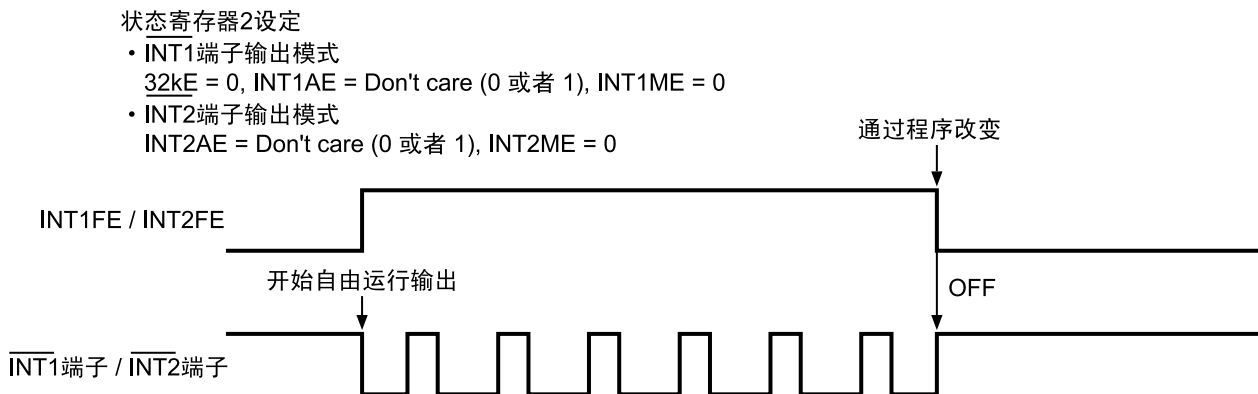 状态寄存器2设定
・INT1端子输出模式
32kE = 0, INT1AE = Don't care (0 或者 1), INT1ME = 0
・INT2端子输出模式
INT2AE = Don't care (0 或者 1), INT2ME = 0
通过程序改变
INT1FE / INT2FE
开始自由运行输出
OFF
INT1端子 / INT2端子